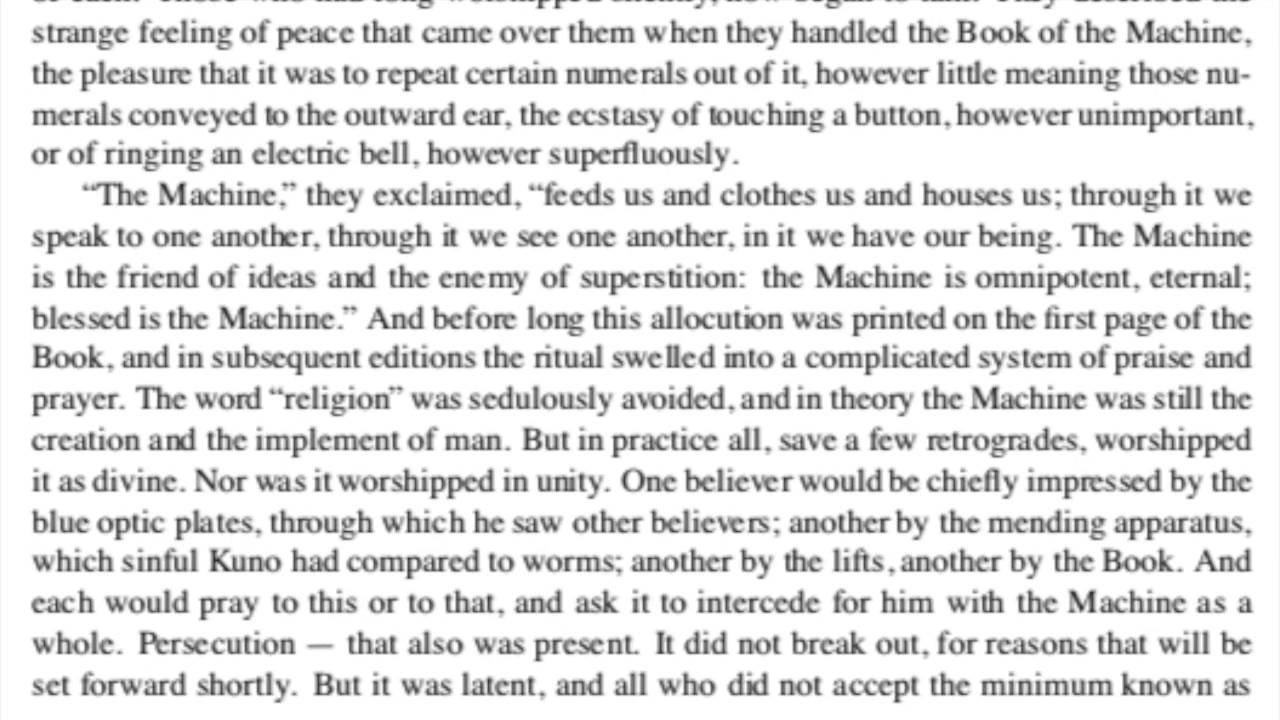 strange feeling of peace that came over them when they handled the Book of the Machine,
the pleasure that it was to repeat certain numerals out of it, however little meaning those nu-
merals conveyed to the outward ear, the ecstasy of touching a button, however unimportant,
or of ringing an electric bell, however superfluously.
“The Machine,” they exclaimed, “feeds us and clothes us and houses us; through it we
speak to one another, through it we see one another, in it we have our being. The Machine
is the friend of ideas and the enemy of superstition: the Machine is omnipotent, eternal;
blessed is the Machine.” And before long this allocution was printed on the first page of the
Book, and in subsequent editions the ritual swelled into a complicated system of praise and
prayer. The word “religion” was sedulously avoided, and in theory the Machine was still the
creation and the implement of man. But in practice all, save a few retrogrades, worshipped
it as divine. Nor was it worshipped in unity. One believer would be chiefly impressed by the
blue optic plates, through which he saw other believers; another by the mending apparatus,
which sinful Kuno had compared to worms; another by the lifts, another by the Book. And
each would pray to this or to that, and ask it to intercede for him with the Machine as a
whole. Persecution — that also was present. It did not break out, for reasons that will be
set forward shortly. But it was latent, and all who did not accept the minimum known as